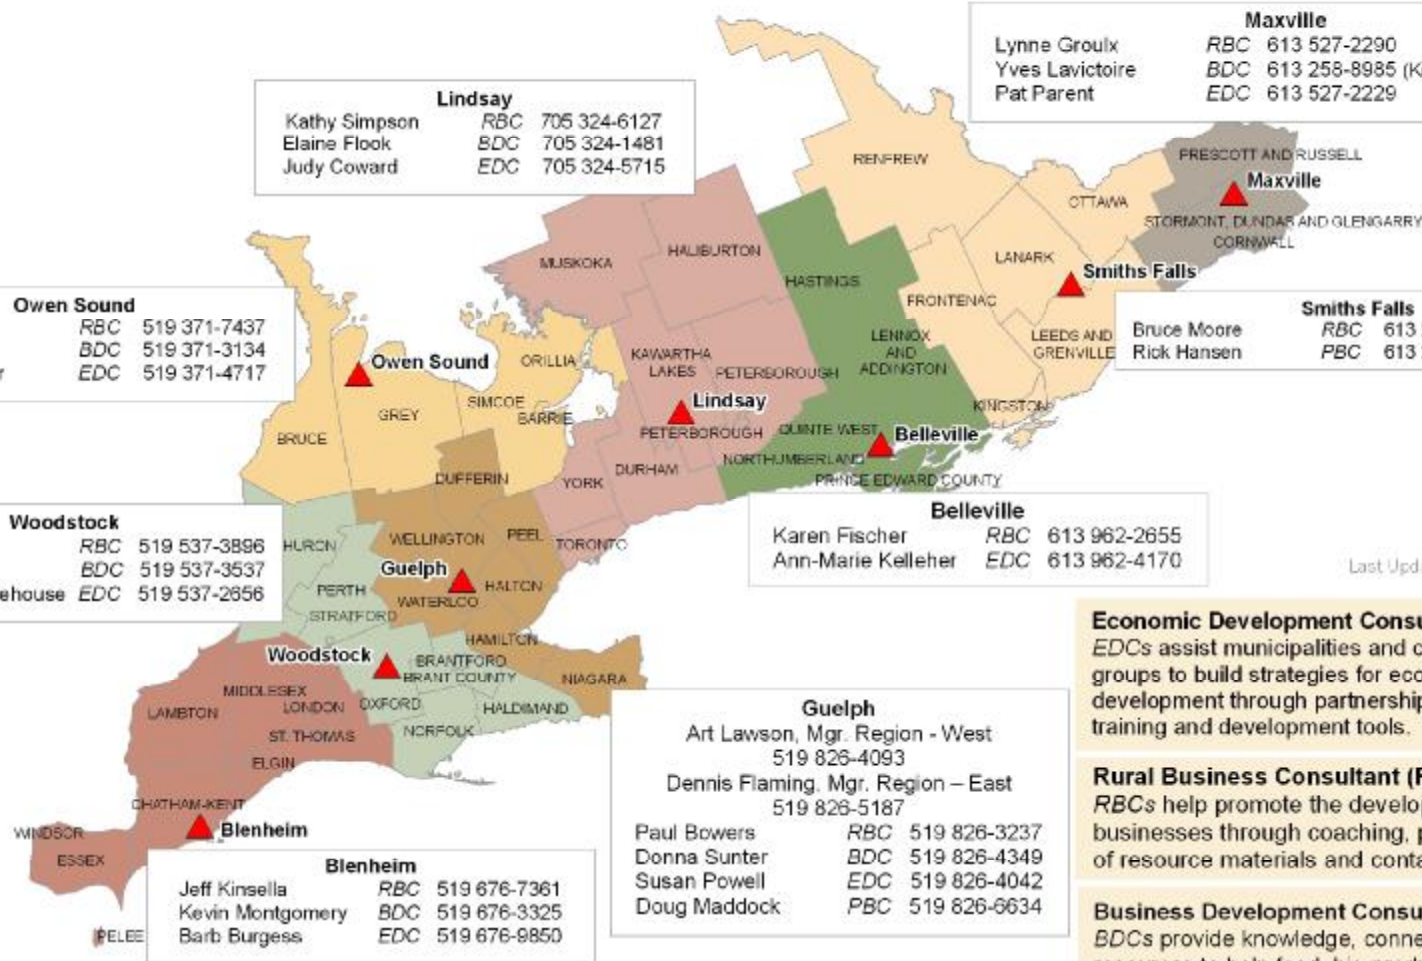 Maxville
Lynne Groulx RBC 613 527-2290
Yves Lavictoire BDC 613 258-8985
Pat Parent EDC 613 527-2229
Lindsay
Kathy Simpson RBC 705 324-6127
Elaine Flook BDC 705 324-1481
Judy Coward EDC 705 324-5715
RENFREW
PRESCOTT AND RUSSELL
Maxville
OTTAWA
STORMONT, DUNDAS AND GLENGARRY
CORNWALL
HALIBURTON
MUSKOKA
LANARK
Smiths Falls
HASTINGS
FRONTENAC
Owen Sound
RBC 519 371-7437
BDC 519 371-3134
EDC 519 371-4717
Smiths Falls
Bruce Moore RBC 613
Rick Hansen PBC 613
LENNOX
AND
ADDINGTON
LEEDS AND
GRENVILLE
Owen Sound
ORILLIA
KAWARTHA
LAKES
PETERBOROUGH
Lindsay
SIMCOE
BARRIE
GREY
BRUCE
KINGSTON
PETERBOROUGH
QUINTE WEST
Belleville
NORTHUMBERLAND
PRINCE EDWARD COUNTY
DURHAM
YORK
DUFFERIN
Woodstock
RBC 519 537-3896
BDC 519 537-3537
EDC 519 537-2656
HURON
WELLINGTON
PEEL
TORONTO
Belleville
Karen Fischer RBC 613 962-2655
Ann-Marie Kelleher EDC 613 962-4170
Guelph
HALTON
PERTH
WATERLOO
STRATFORD
HAMILTON
Woodstock
BRANTFORD
BRANT COUNTY
NIAGARA
MIDDLESEX
LONDON
OXFORD
HALDIMAND
LAMBTON
NORFOLK
ST. THOMAS
ELGIN
CHATHAM-KENT
WINDSOR
Blenheim
ESSEX
PELEE
Last
Guelph
Art Lawson, Mgr. Region - West
519 826-4093
Dennis Flaming. Mgr. Region – East
519 826-5187
Paul Bowers RBC 519 826-3237
Donna Sunter BDC 519 826-4349
Susan Powell EDC 519 826-4042
Doug Maddock PBC 519 826-6634
Blenheim
Jeff Kinsella RBC 519 676-7361
Kevin Montgomery BDC 519 676-3325
Barb Burgess EDC 519 676-9850
Economic Development
EDCs assist municipalities and
groups to build strategies for
development through
training and development tools.
Rural Business Consultant
RBCs help promote the
businesses through coaching,
of resource materials and
Business Development
BDCs provide knowledge,